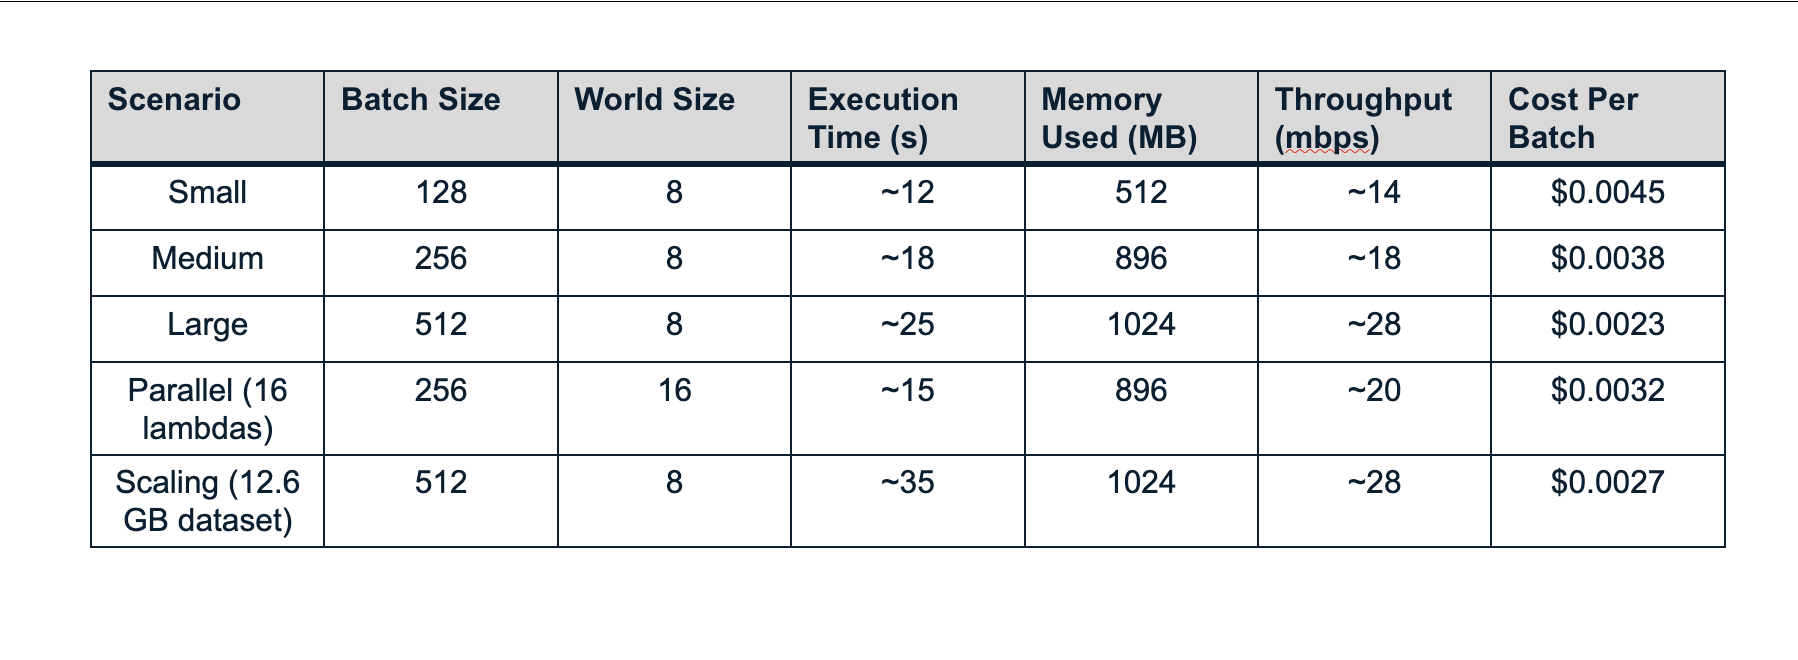 Scenario Batch Size World Size Execution Time (s) Memory Used (MB) Throughput (mbps) Cost Per Batch
Small 128 8 ~12 512 ~14 $0.0045
Medium 256 8 ~18 896 ~18 $0.0038
Large 512 8 ~25 1024 ~28 $0.0023
Parallel (16 lambdas) 256 16 ~15 896 ~20 $0.0032
Scaling (12.6 GB dataset) 512 8 ~35 1024 ~28 $0.0027